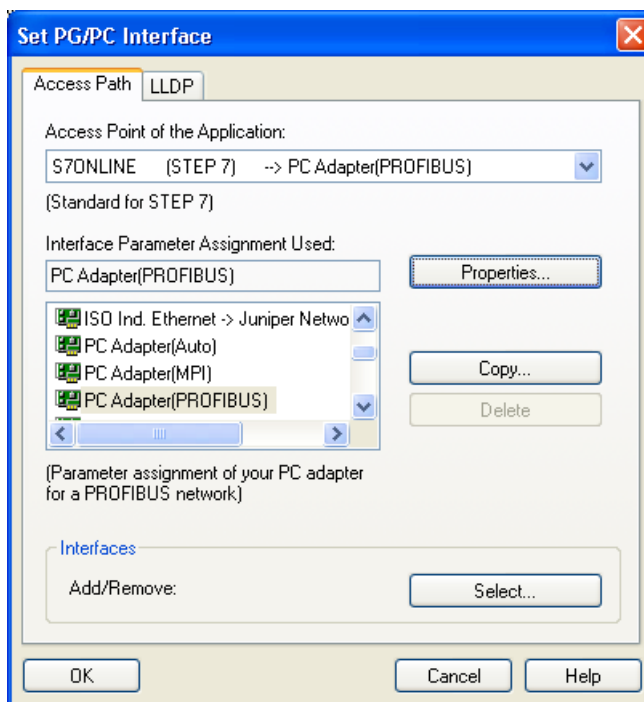 Set PG/PC Interface
Access Path
LLDP
Access Point of the Application:
S7ONLINE (STEP 7) --> PC Adapter(PROFIBUS)
(Standard for STEP 7)
Interface Parameter Assignment Used:
PC Adapter(PROFIBUS)
Properties...
ISO Ind. Ethernet -> Juniper Netwo
PC Adapter(Auto)
PC Adapter(MPI)
PC Adapter(PROFIBUS)
Copy...
Delete
(Parameter assignment of your PC adapter
for a PROFIBUS network)
Interfaces
Add/Remove:
Select...
OK
Cancel
Help